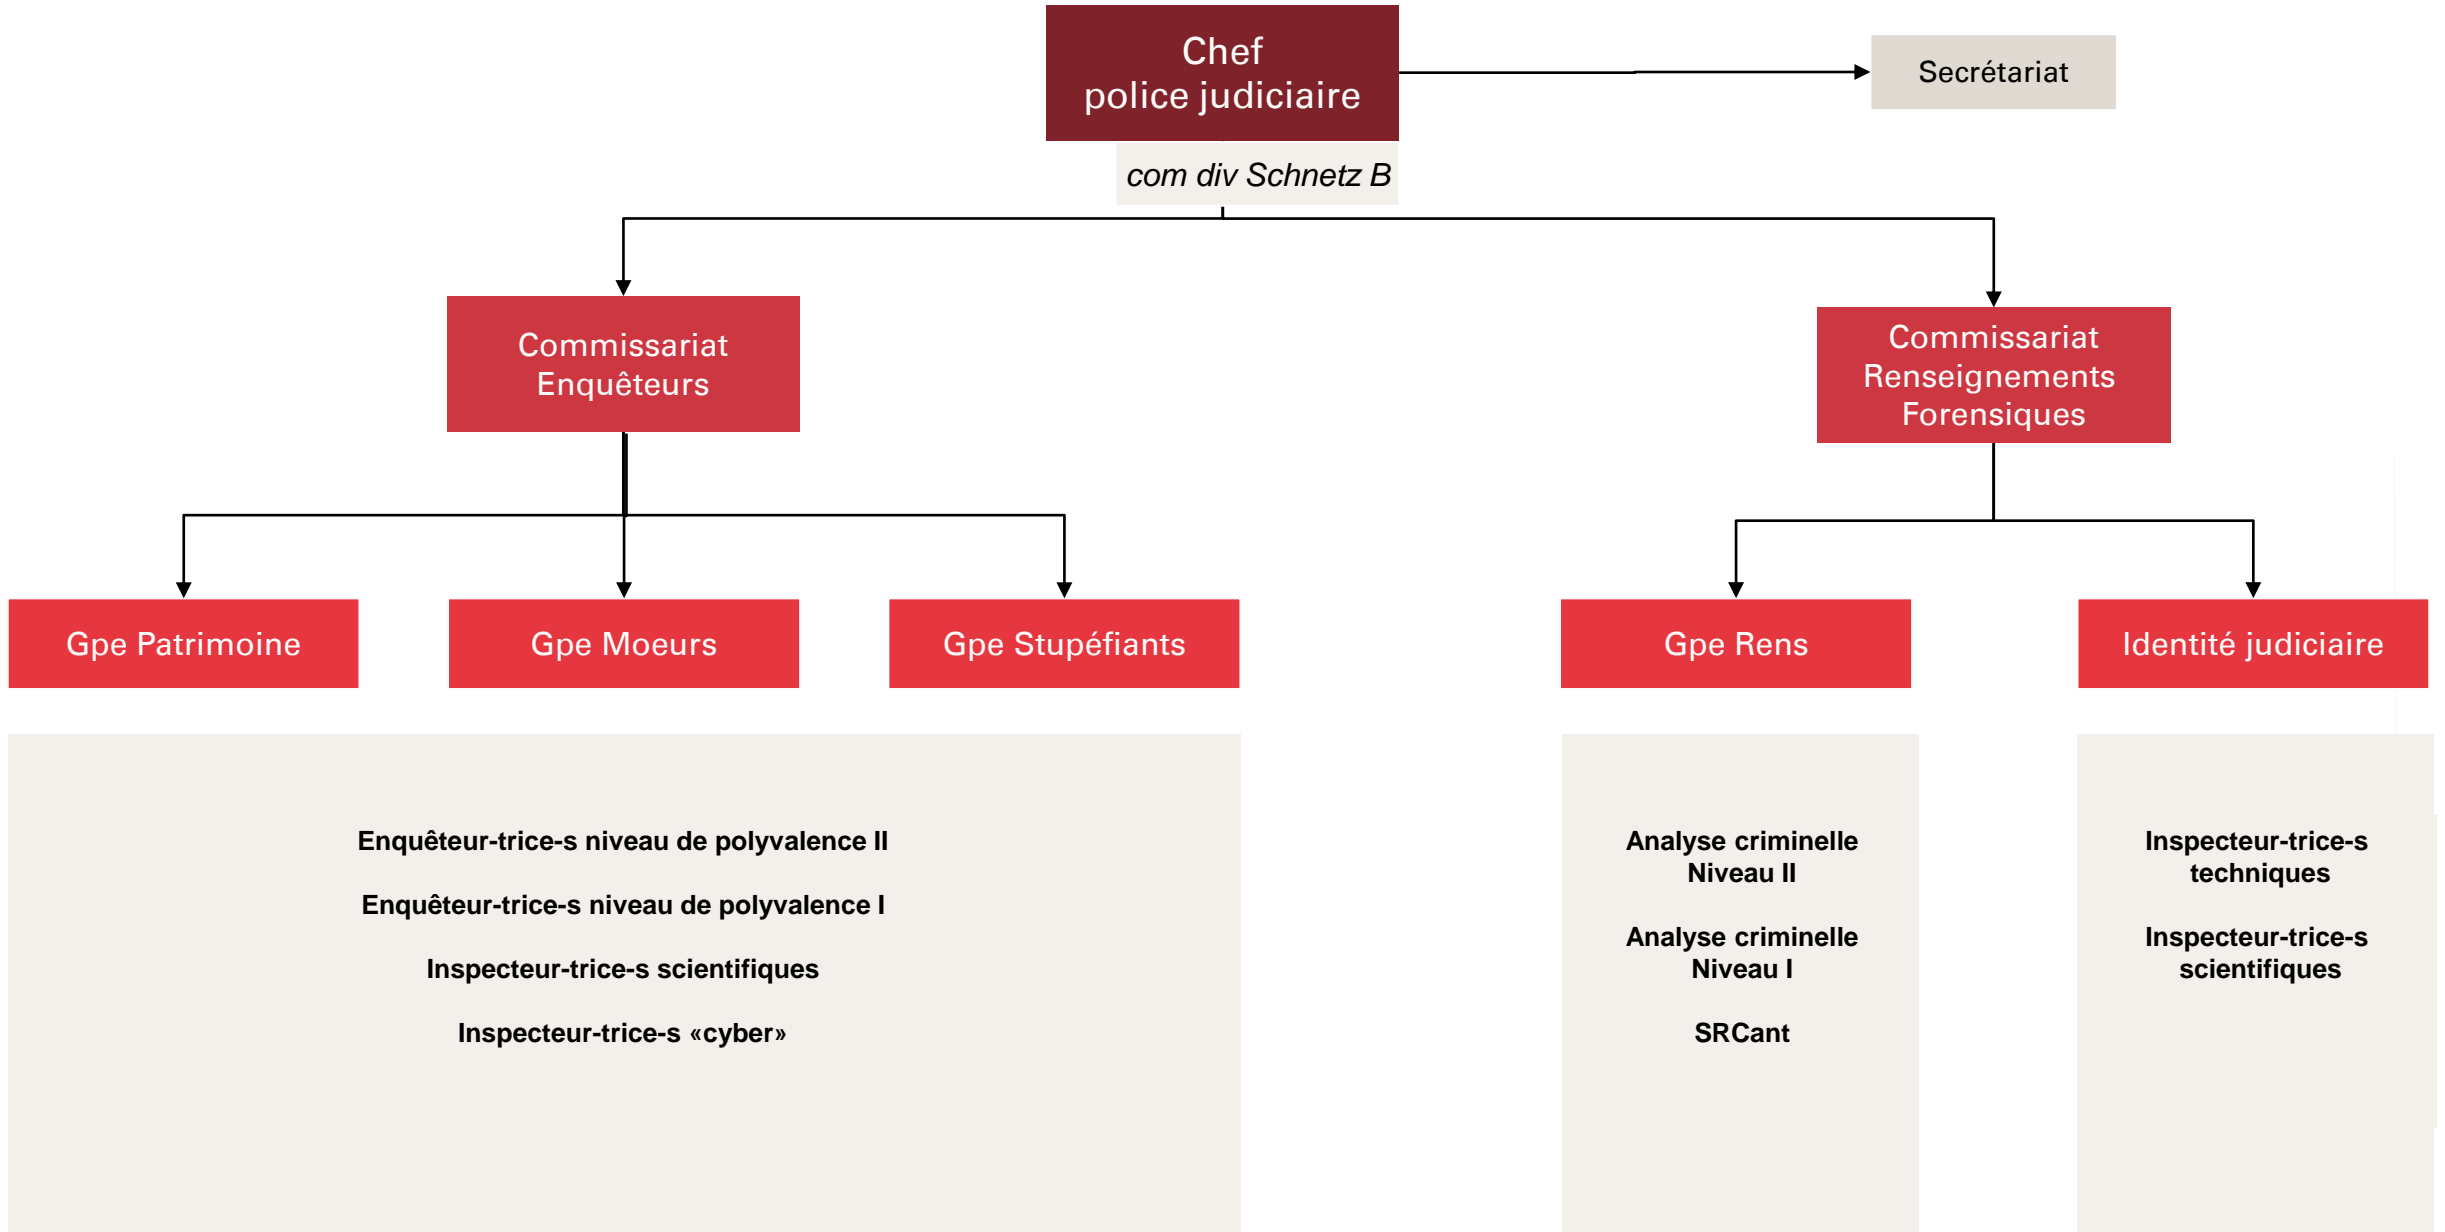 Chef
police judiciaire
Secrétariat
com div Schnetz B
Commissariat
Enquêteurs
Commissariat
Renseignements
Forensiques
Gpe Patrimoine
Gpe Moeurs
Gpe Stupéfiants
Gpe Rens
Identité judiciaire
Enquêteur-trice-s niveau de polyvalence II
Enquêteur-trice-s niveau de polyvalence I
Inspecteur-trice-s scientifiques
Inspecteur-trice-s «cyber»
Analyse criminelle
Niveau II
Analyse criminelle
Niveau I
SRCant
Inspecteur-trice-s
techniques
Inspecteur-trice-s
scientifiques